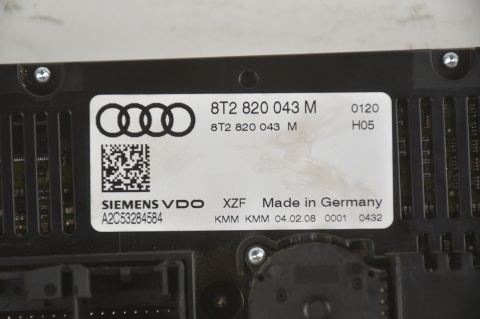 8T2 820 043 M 0120
8T2 820 043 M H05
SIEMENS VDO XZF Made in Germany
A2C53284584 KMM KMM 04.02.08 0001 0432